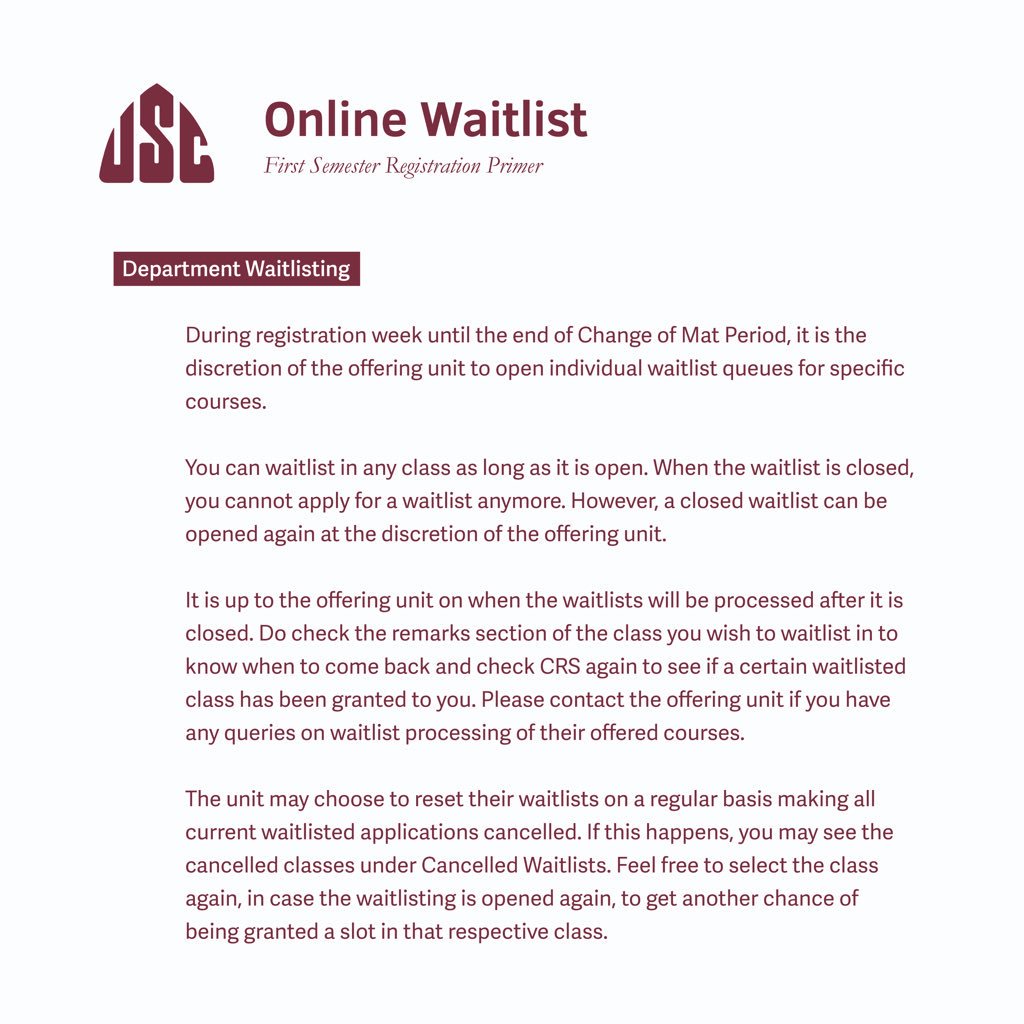 USC
Online Waitlist
First Semester Registration Primer
Department Waitlisting
During registration week until the end of Change of Mat Period, it is the
discretion of the offering unit to open individual waitlist queues for specific
courses.
You can waitlist in any class as long as it is open. When the waitlist is closed,
you cannot apply for a waitlist anymore. However, a closed waitlist can be
opened again at the discretion of the offering unit.
It is up to the offering unit on when the waitlists will be processed after it is
closed. Do check the remarks section of the class you wish to waitlist in to
know when to come back and check CRS again to see if a certain waitlisted
class has been granted to you. Please contact the offering unit if you have
any queries on waitlist processing of their offered courses.
The unit may choose to reset their waitlists on a regular basis making all
current waitlisted applications cancelled. If this happens, you may see the
cancelled classes under Cancelled Waitlists. Feel free to select the class
again, in case the waitlisting is opened again, to get another chance of
being granted a slot in that respective class.